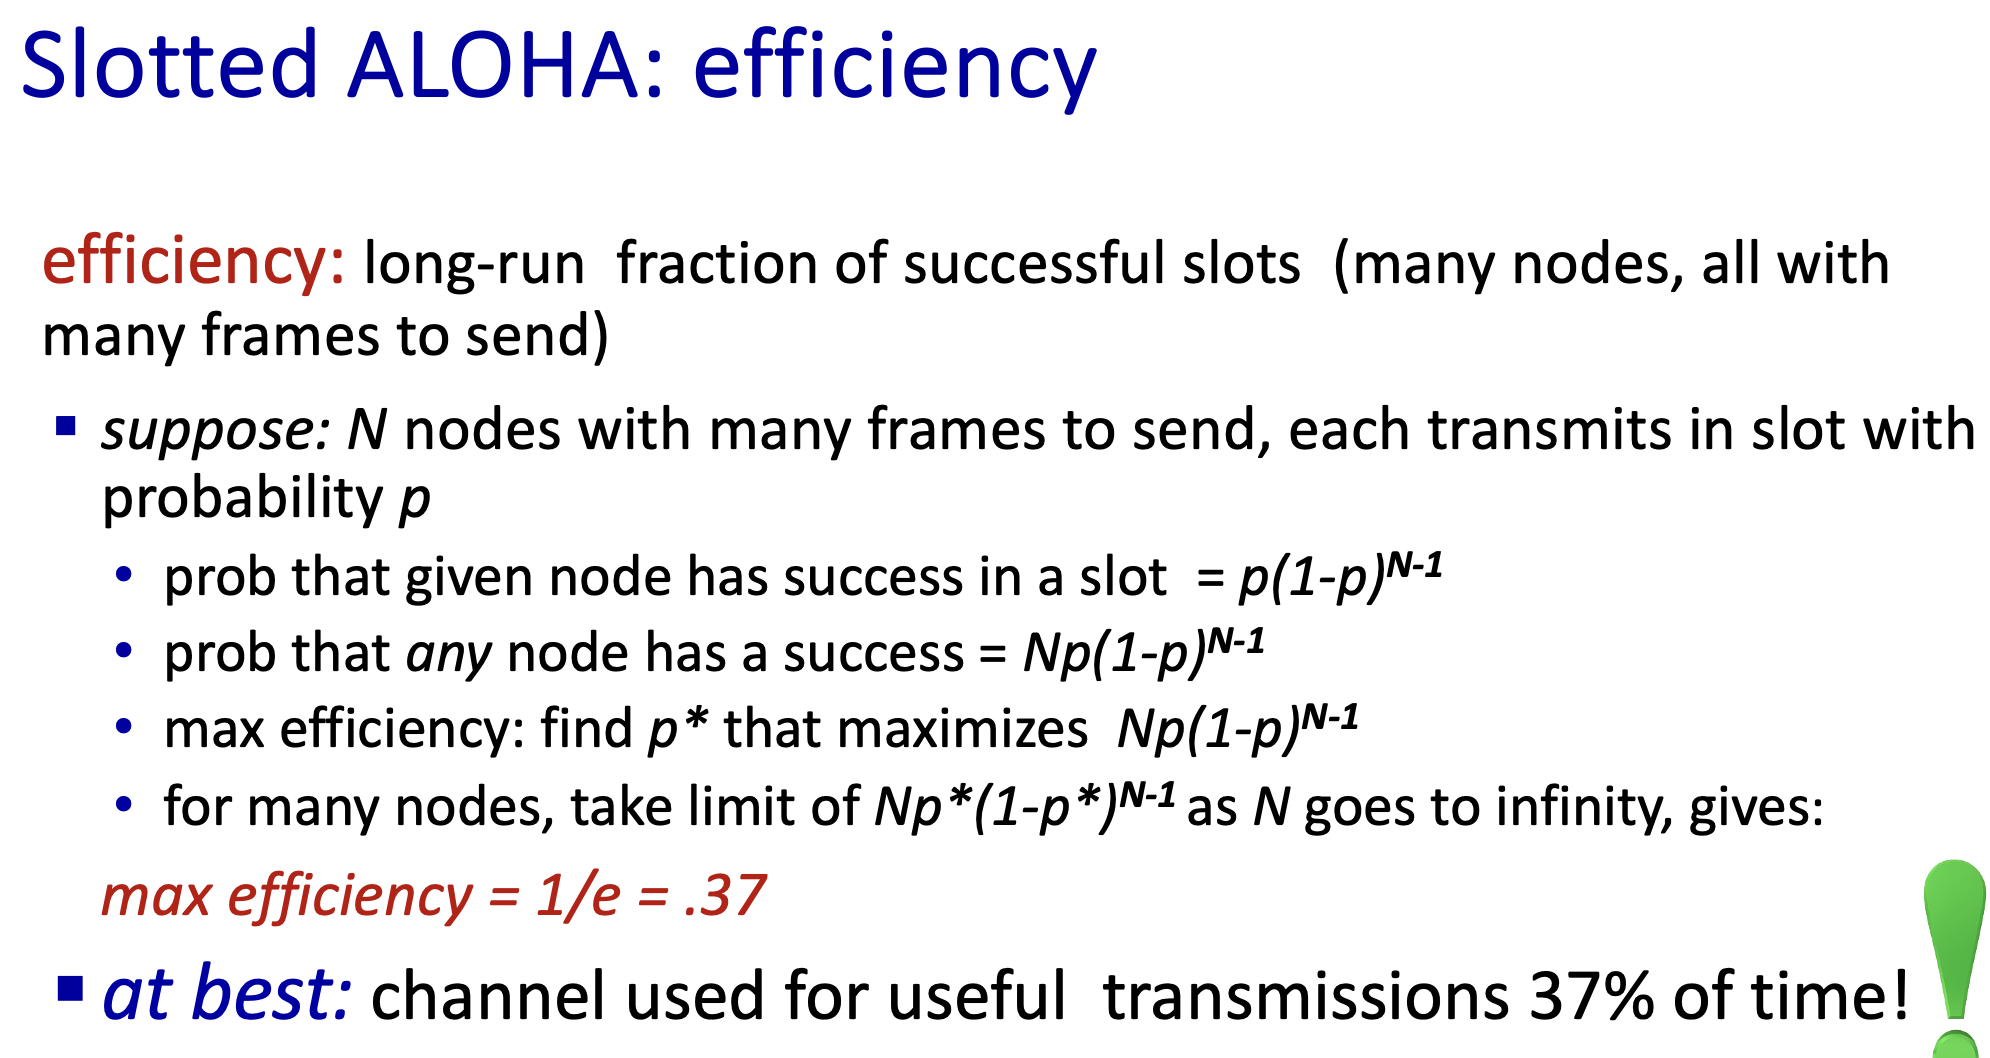 Slotted ALOHA: efficiency
efficiency: long-run fraction of successful slots (many nodes, all with
many frames to send)
▪ suppose: N nodes with many frames to send, each transmits in slot with
probability p
• prob that given node has success in a slot = p(1-p)^N-1
• prob that any node has a success = Np(1-p)^N-1
• max efficiency: find p* that maximizes Np(1-p)^N-1
• for many nodes, take limit of Np*(1-p*)^N-1 as N goes to infinity, gives:
max efficiency = 1/e = .37
▪ at best: channel used for useful transmissions 37% of time!
!